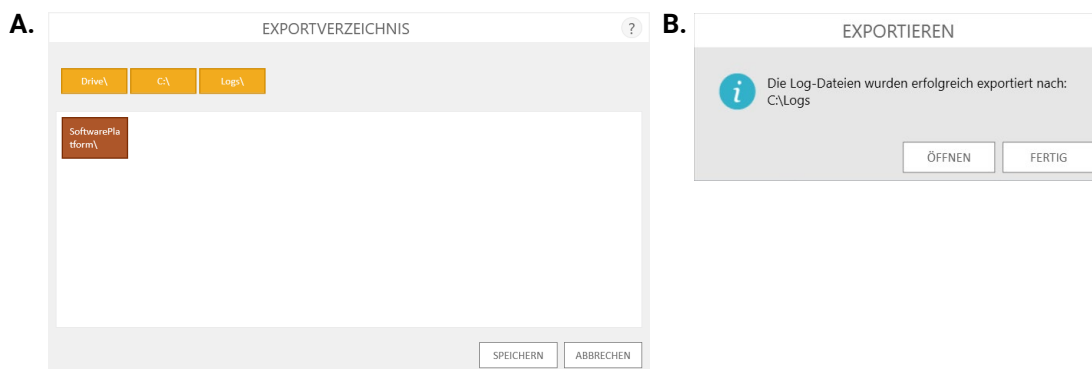 A.
EXPORTVERZEICHNIS
?
Drive\
C:\
Logs\
SoftwarePla
tform\
SPEICHERN
ABBRECHEN
B.
EXPORTIEREN
i
Die Log-Dateien wurden erfolgreich exportiert nach:
C:\Logs
ÖFFNEN
FERTIG